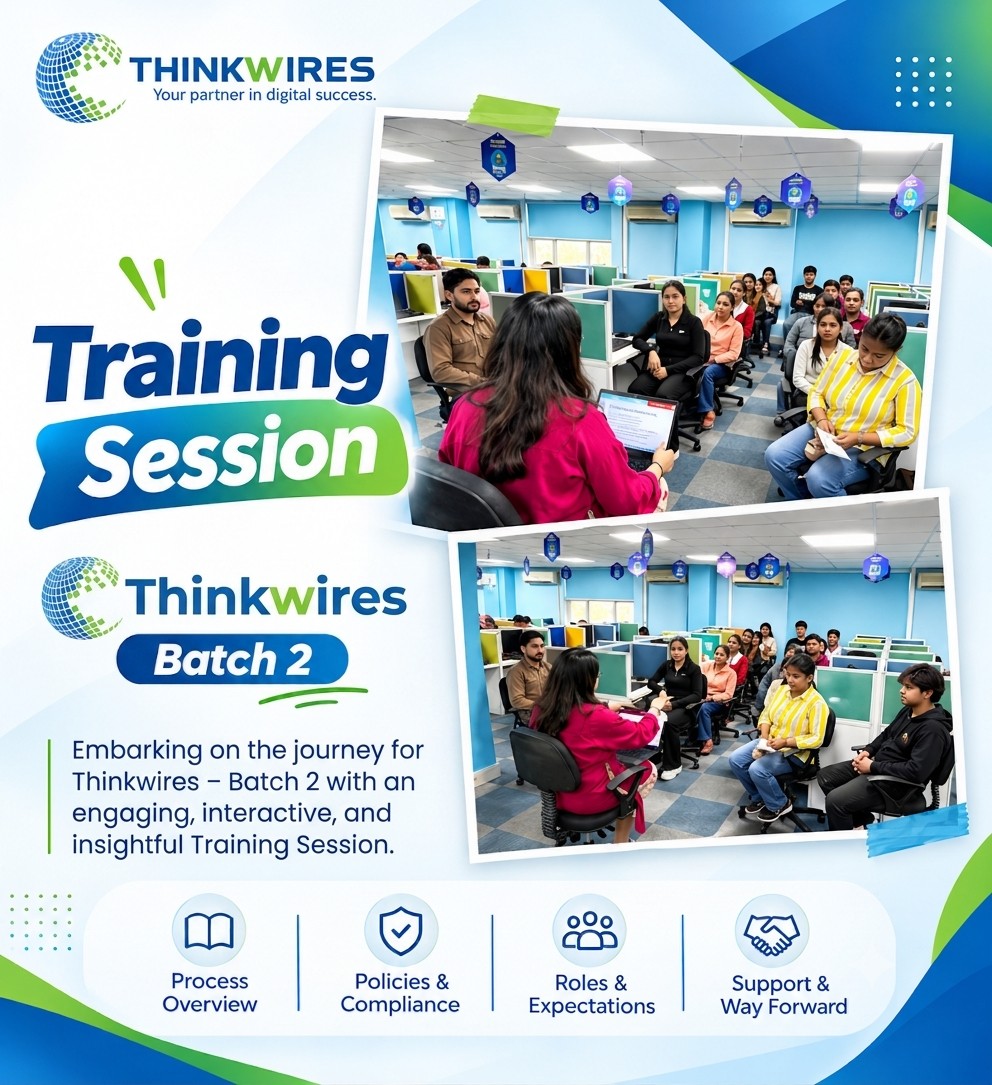 THINKWIRES
Your partner in digital success.
Training
Session
Thinkwires
Batch 2
Embarking on the journey for
Thinkwires – Batch 2 with an
engaging, interactive, and
insightful Training Session.
Process
Overview
Policies &
Compliance
Roles &
Expectations
Support &
Way Forward